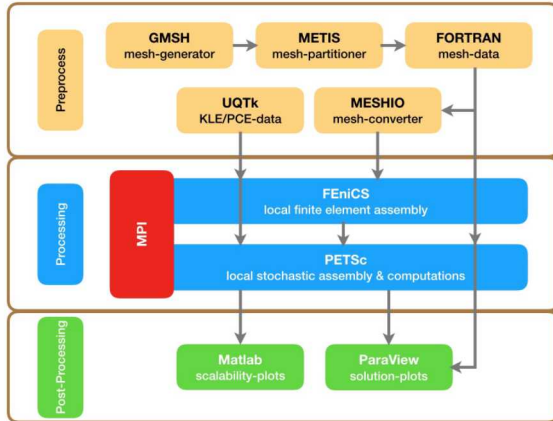 Preprocess
GMSH
mesh-generator
METIS
mesh-partitioner
FORTRAN
mesh-data
UQTk
KLE/PCE-data
MESHIO
mesh-converter
Processing
MPI
FEniCS
local finite element assembly
PETSc
local stochastic assembly & computations
Post-Processing
Matlab
scalability-plots
ParaView
solution-plots